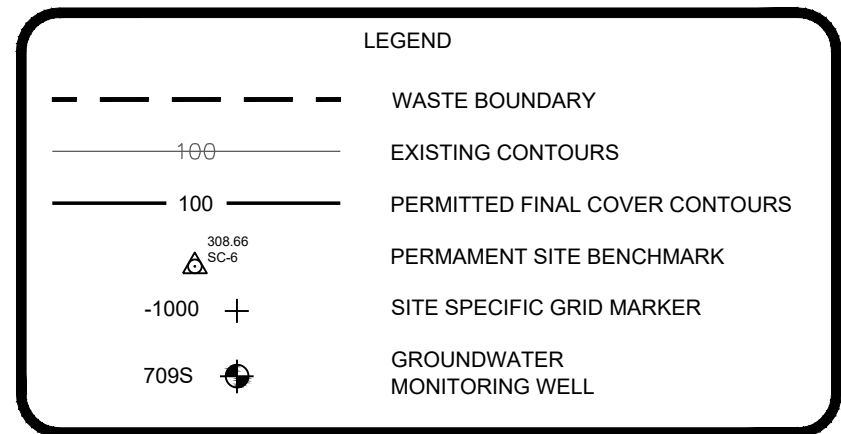 LEGEND
WASTE BOUNDARY
100 EXISTING CONTOURS
100 PERMITTED FINAL COVER CONTOURS
308.66
SC-6 PERMAMENT SITE BENCHMARK
-1000 SITE SPECIFIC GRID MARKER
709S GROUNDWATER
MONITORING WELL